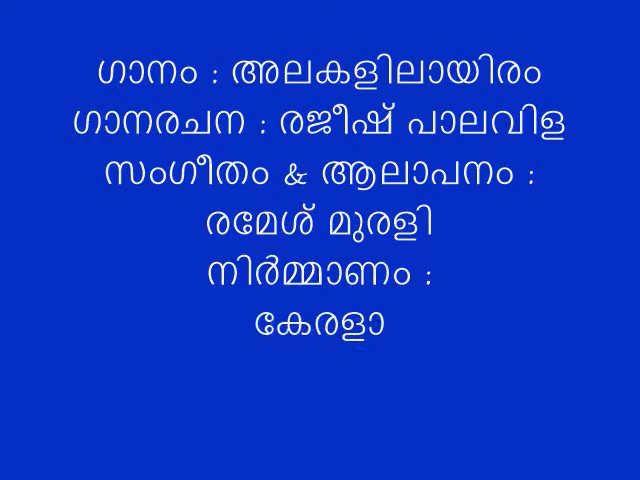 ഗാനം : അലകളിലായിരം
ഗാനരചന : രജീഷ് പാലവിള
സംഗീതം & ആലാപനം :
രമേശ് മുരളി
നിർമ്മാണം :
കേരളാ